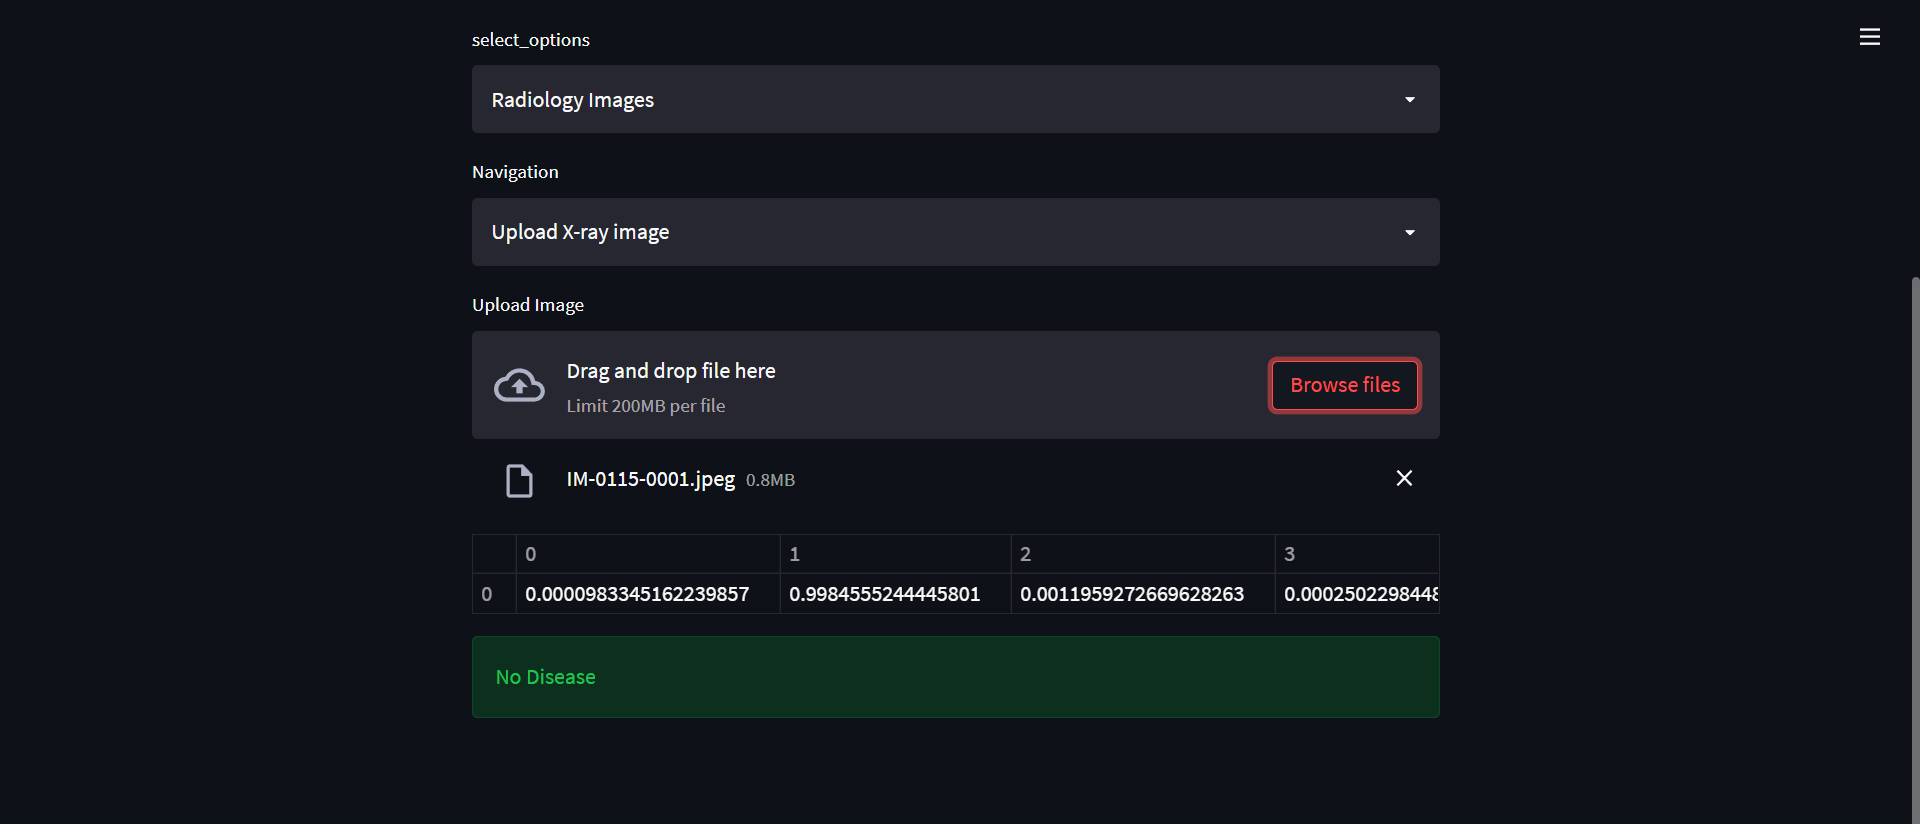 select_options
Radiology Images
Navigation
Upload X-ray image
Upload Image
Drag and drop file here
Limit 200MB per file
Browse files
IM-0115-0001.jpeg 0.8MB
0 1 2 3
0 0.0000983345162239857 0.9984555244445801 0.0011959272669628263 0.0002502298448
No Disease